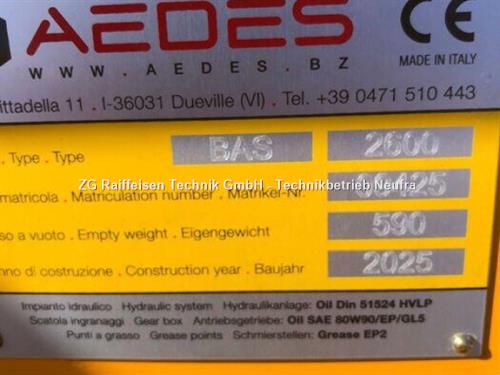 AEDES CE
WWW.AEDES.BZ MADE IN ITALY
ittadella 11 . I-36031 Dueville (VI) . Tel. +39 0471 510 443
. Type . Type BAS 2600
ZG Raiffeisen Technik GmbH - Technikbetrieb Neufra
matricola . Matriculation number . Matrikel-Nr.
so a vuoto . Empty weight . Eigengewicht 590
nno di costruzione . Construction year . Baujahr 2025
Impianto idraulico . Hydraulic system Hydraulikanlage: Oil Din 51524 HVLP
Scatola ingranaggi . Gear box . Antriebsgetriebe: Oil SAE 80W90/EP/GL5
Punti a grasso . Grease points . Schmierstellen: Grease EP2